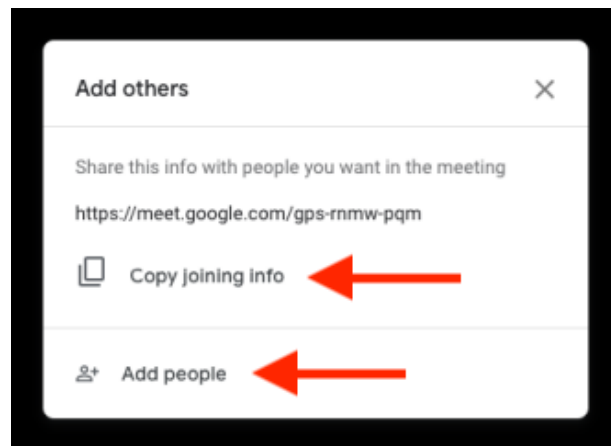 Add others
Share this info with people you want in the meeting
https://meet.google.com/gps-rnmw-pqm
Copy joining info
Add people